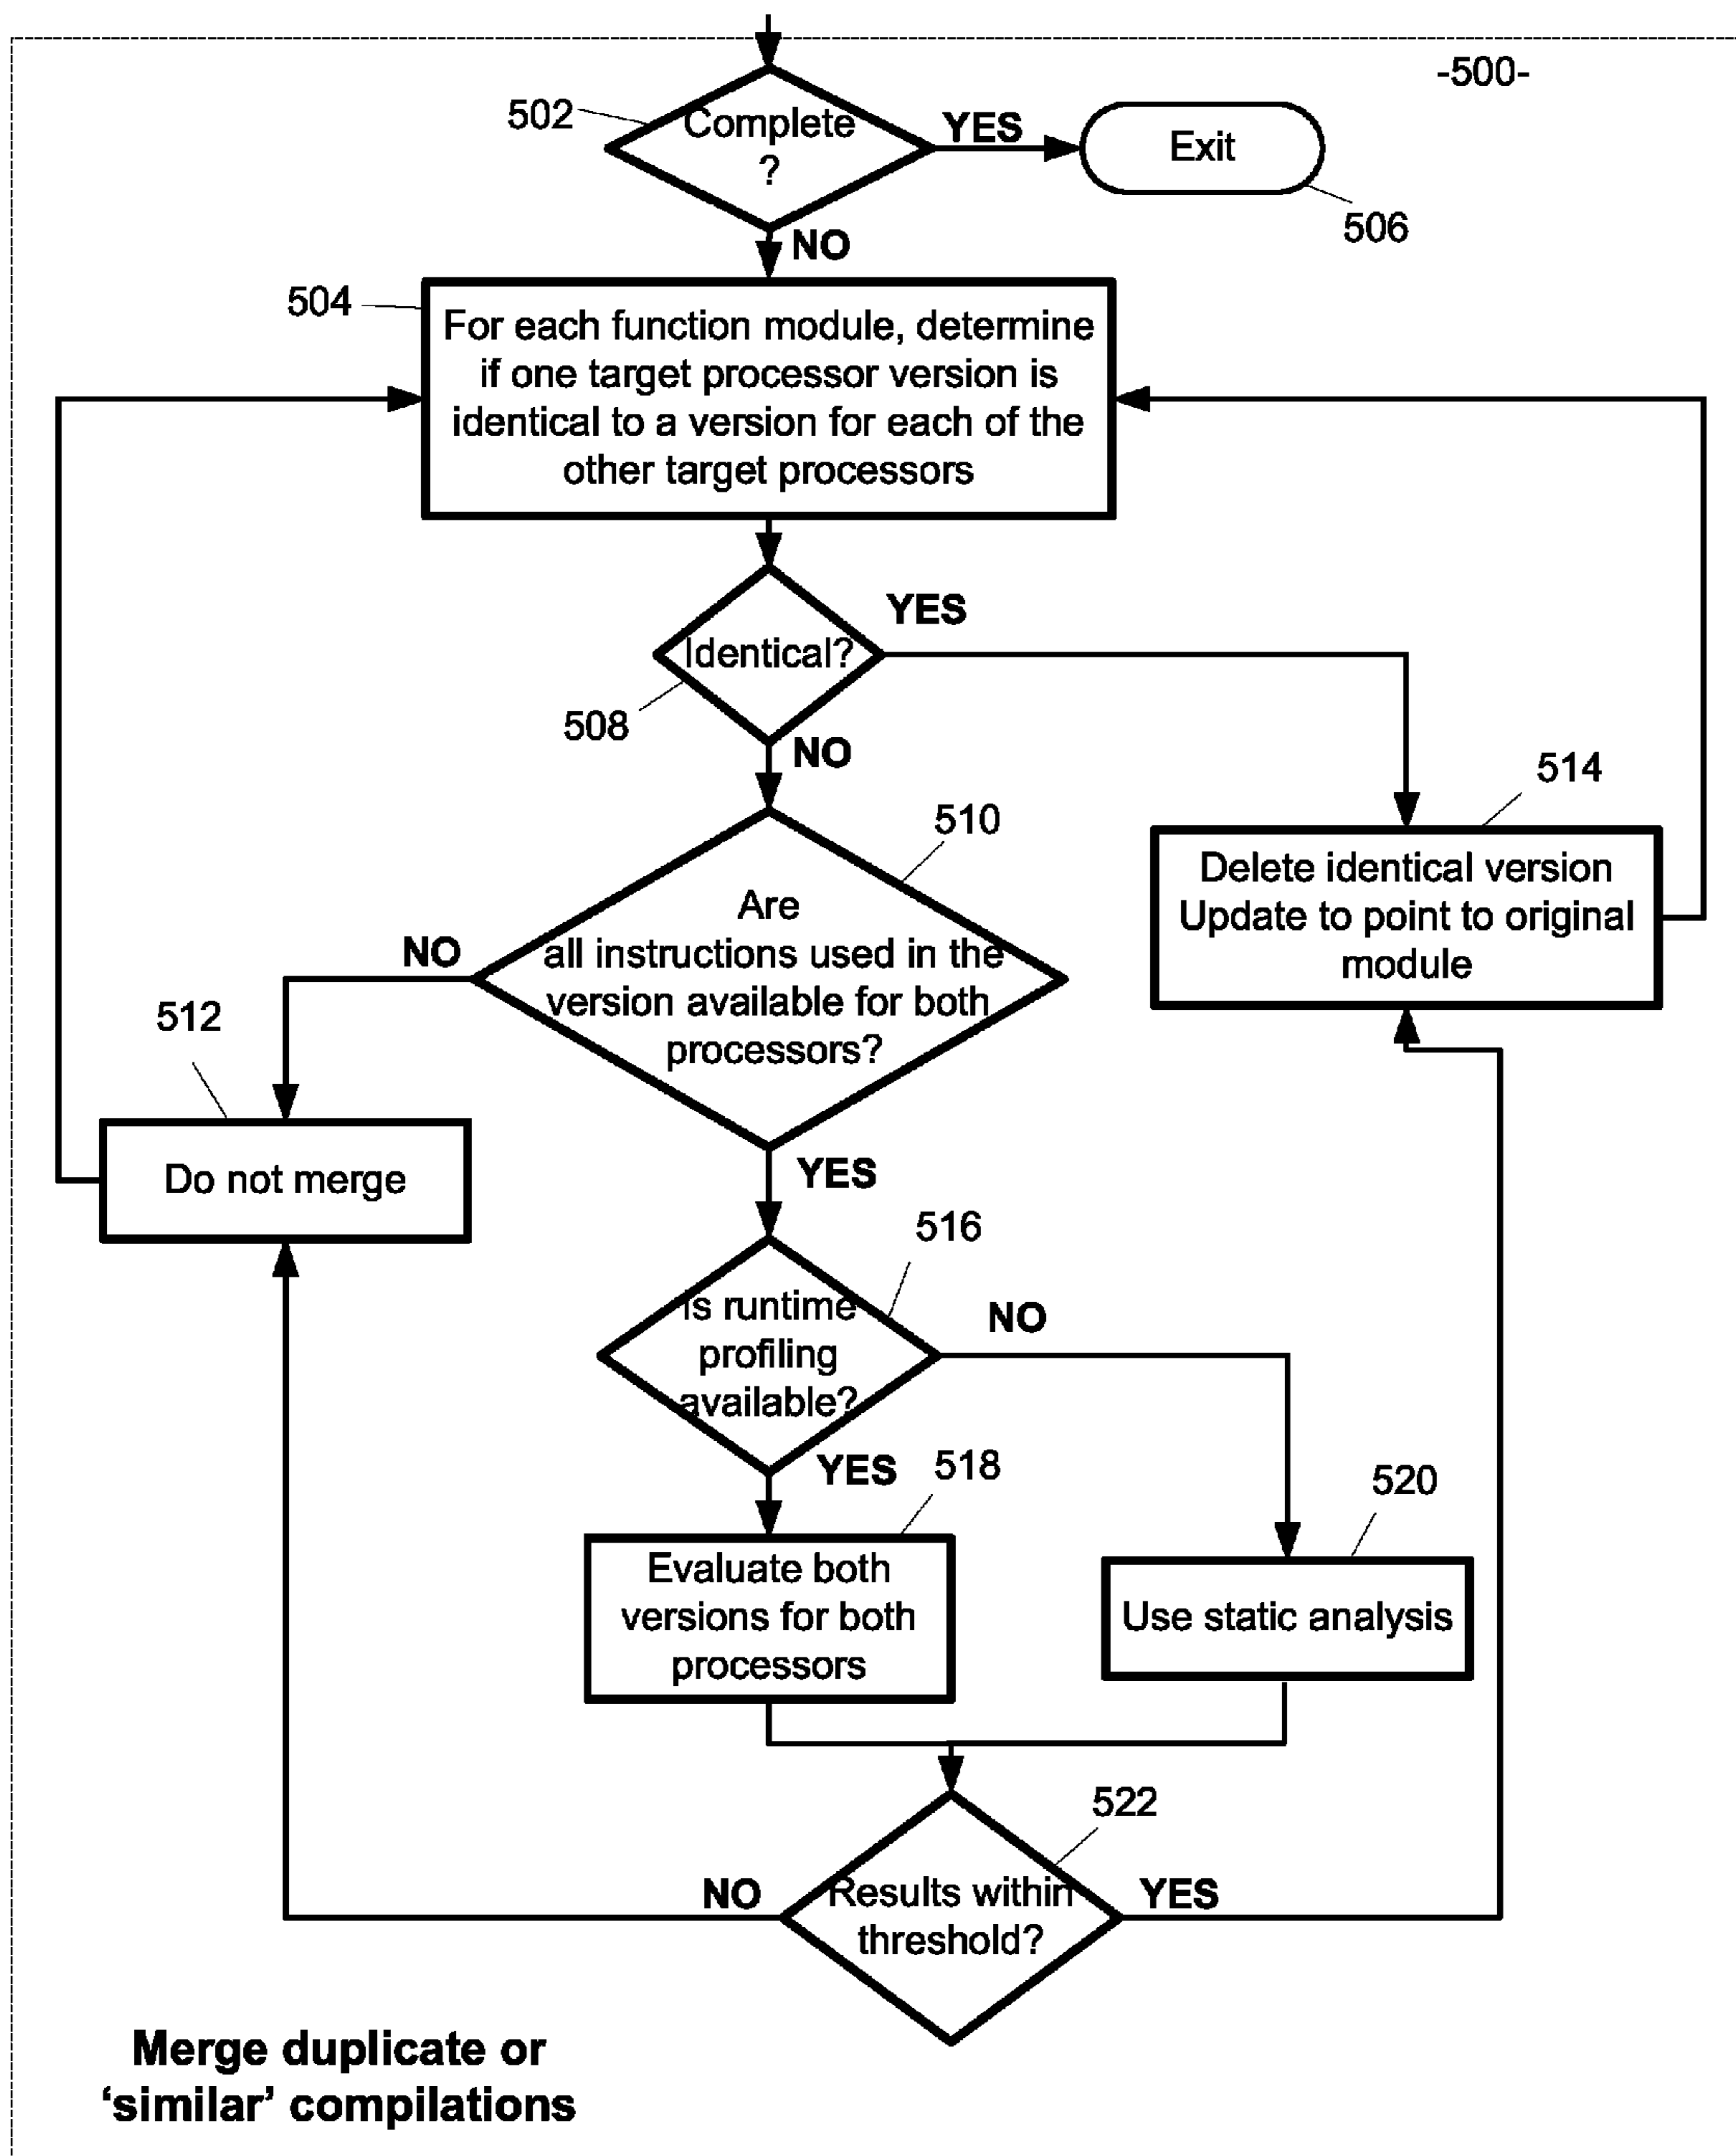 -500-
502
Complete
?
YES
Exit
506
NO
504
For each function module, determine
if one target processor version is
identical to a version for each of the
other target processors
YES
Identical?
508
NO
514
510
Delete identical version
Update to point to original
module
Are
all instructions used in the
version available for both
processors?
NO
512
Do not merge
YES
516
Is runtime
profiling
available?
NO
YES
518
520
Evaluate both
versions for both
processors
Use static analysis
522
NO
Results within
threshold?
YES
Merge duplicate or
‘similar’ compilations